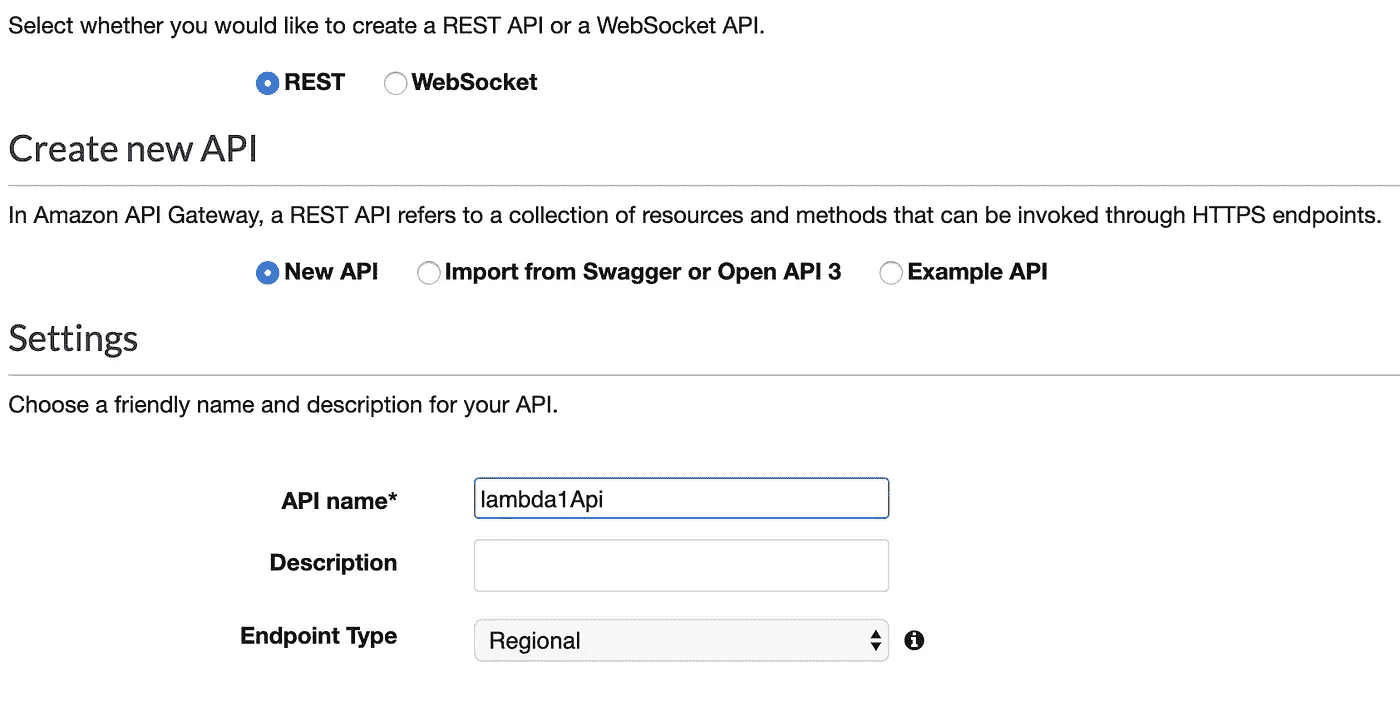 Select whether you would like to create a REST API or a WebSocket API.
REST WebSocket
Create new API
In Amazon API Gateway, a REST API refers to a collection of resources and methods that can be invoked through HTTPS endpoints.
New API Import from Swagger or Open API 3 Example API
Settings
Choose a friendly name and description for your API.
API name* lambda1Api
Description
Endpoint Type Regional